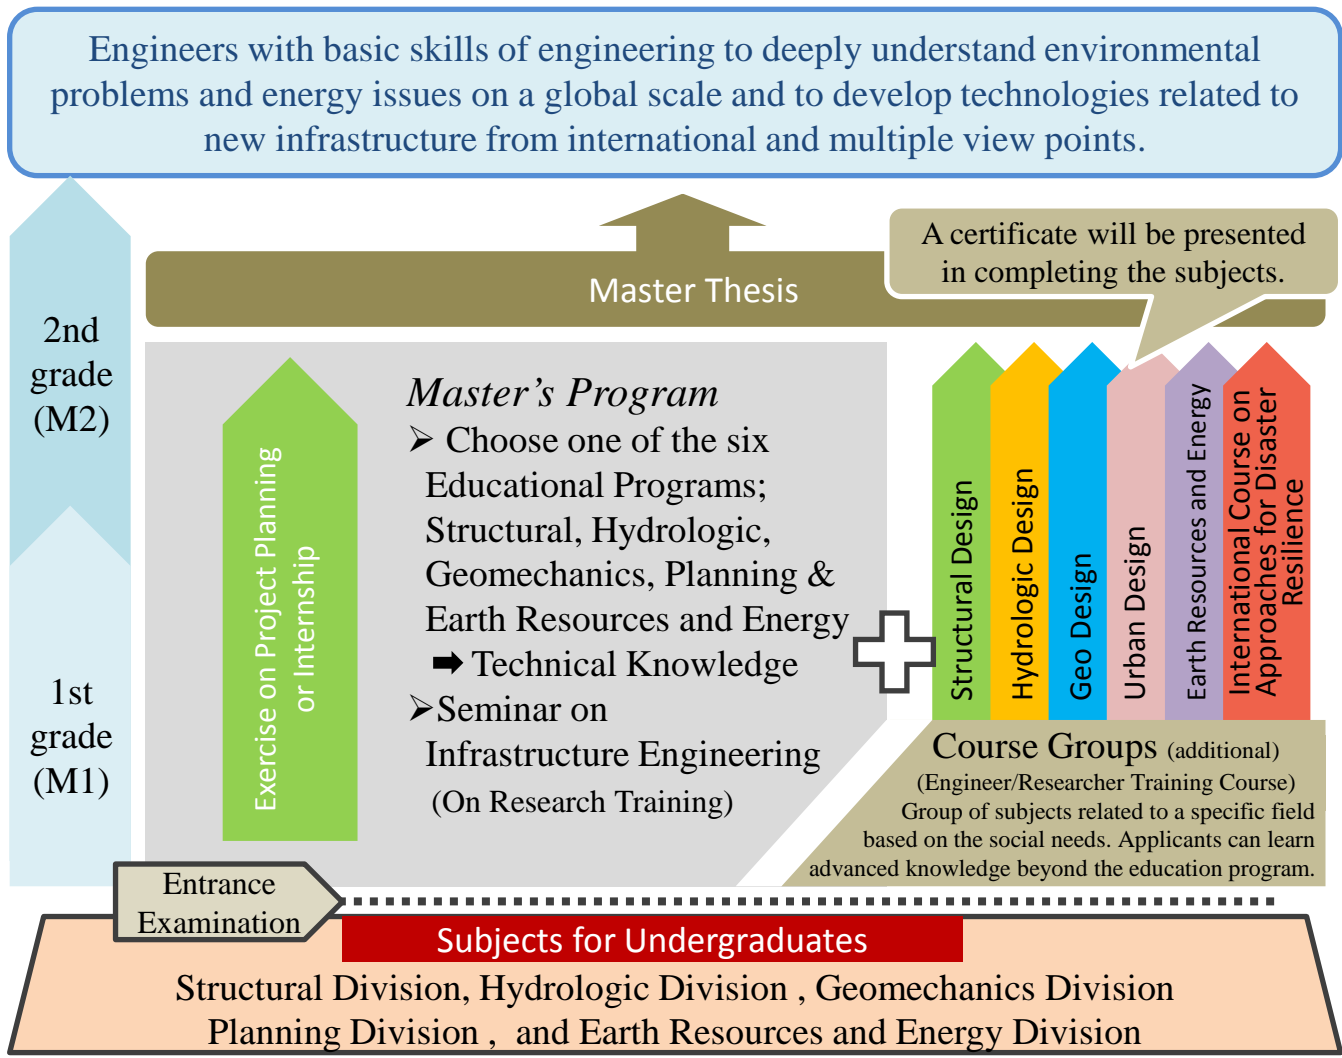 Engineers with basic skills of engineering to deeply understand environmental
problems and energy issues on a global scale and to develop technologies related to
new infrastructure from international and multiple view points.
A certificate will be presented
in completing the subjects.
Master Thesis
2nd
grade
(M2)
1st
grade
(M1)
Exercise on Project Planning
or Internship
Master’s Program
➢ Choose one of the six
Educational Programs;
Structural, Hydrologic,
Geomechanics, Planning &
Earth Resources and Energy
➡ Technical Knowledge
➢Seminar on
Infrastructure Engineering
(On Research Training)
Structural Design
Hydrologic Design
Geo Design
Urban Design
Earth Resources and Energy
International Course on
Approaches for Disaster
Resilience
Course Groups (additional)
(Engineer/Researcher Training Course)
Group of subjects related to a specific field
based on the social needs. Applicants can learn
advanced knowledge beyond the education program.
Entrance
Examination
Subjects for Undergraduates
Structural Division, Hydrologic Division , Geomechanics Division
Planning Division , and Earth Resources and Energy Division